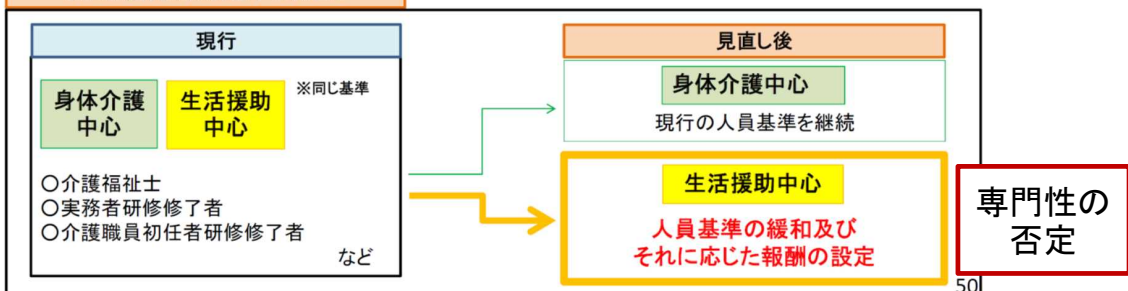 現行
身体介護
中心
生活援助
中心
※同じ基準
○介護福祉士
○実務者研修修了者
○介護職員初任者研修修了者
など
見直し後
身体介護中心
現行の人員基準を継続
生活援助中心
人員基準の緩和及び
それに応じた報酬の設定
専門性の
否定
50